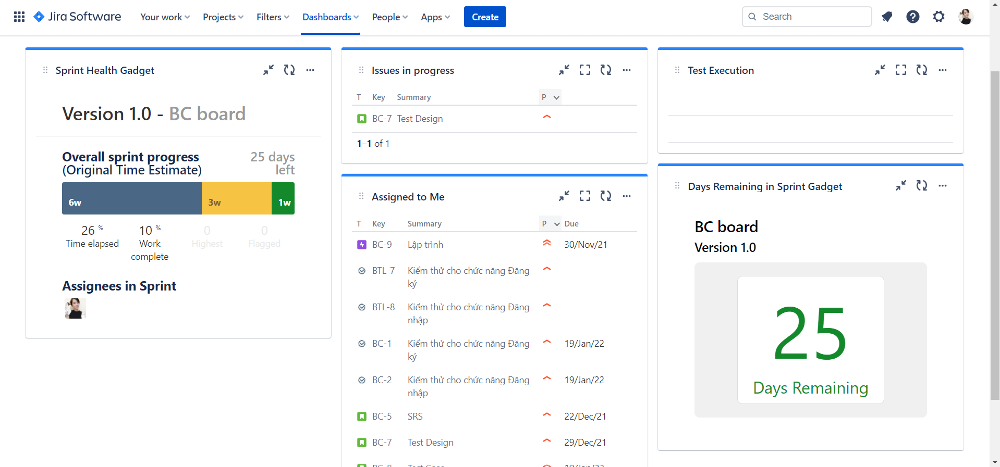 Jira Software
Your work
Projects
Filters
Dashboards
People
Apps
Create
Search
Sprint Health Gadget
Version 1.0 - BC board
Overall sprint progress
(Original Time Estimate)
25 days
left
6w
3w
1w
26 %
Time elapsed
10 %
Work
complete
0
Highest
0
Flagged
Assignees in Sprint
Issues in progress
T Key Summary P
BC-7 Test Design
1–1 of 1
Assigned to Me
T Key Summary P Due
BC-9 Lập trình 30/Nov/21
BTL-7 Kiểm thử cho chức năng Đăng
ký
BTL-8 Kiểm thử cho chức năng Đăng
nhập
BC-1 Kiểm thử cho chức năng Đăng 19/Jan/22
ký
BC-2 Kiểm thử cho chức năng Đăng 19/Jan/22
nhập
BC-5 SRS 22/Dec/21
BC-7 Test Design 29/Dec/21
Test Execution
Days Remaining in Sprint Gadget
BC board
Version 1.0
25
Days Remaining